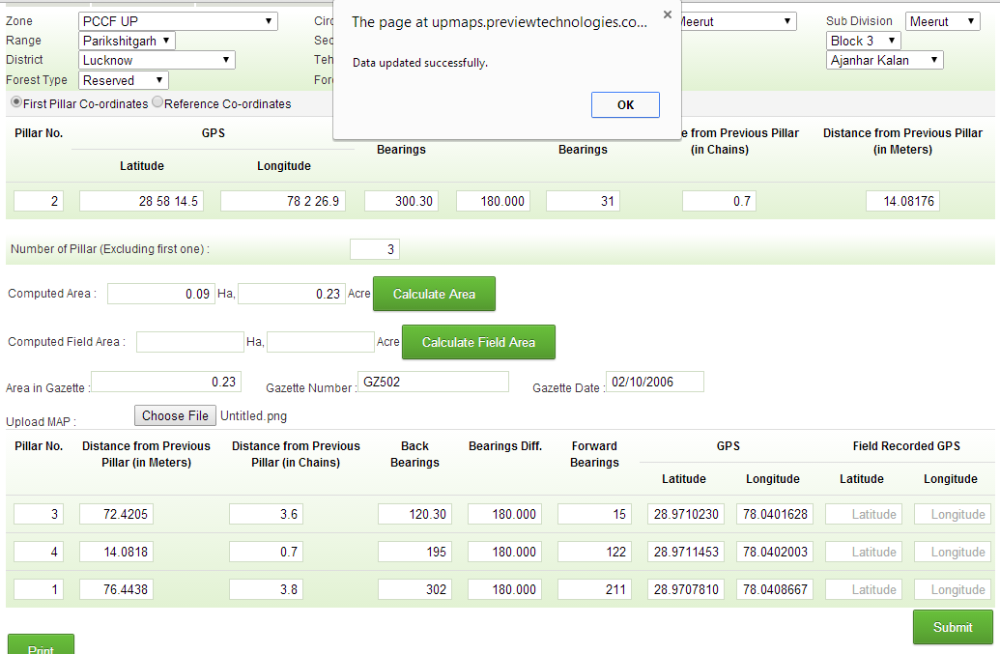 Zone PCCF UP Circ Meerut Sub Division Meerut
Range Parikshitgarh Sec Block 3
District Lucknow Teh Ajanhar Kalan
Forest Type Reserved For
The page at upmaps.previewtechnologies.co...
Data updated successfully.
OK
First Pillar Co-ordinates Reference Co-ordinates
Pillar No. GPS Bearings Bearings e from Previous Pillar (in Chains) Distance from Previous Pillar (in Meters)
Latitude Longitude
2 28 58 14.5 78 2 26.9 300.30 180.000 31 0.7 14.08176
Number of Pillar (Excluding first one) : 3
Computed Area : 0.09 Ha, 0.23 Acre Calculate Area
Computed Field Area : Ha, Acre Calculate Field Area
Area in Gazette : 0.23 Gazette Number : GZ502 Gazette Date : 02/10/2006
Upload MAP : Choose File Untitled.png
Pillar No. Distance from Previous Pillar (in Meters) Distance from Previous Pillar (in Chains) Back Bearings Bearings Diff. Forward Bearings GPS Field Recorded GPS
Latitude Longitude Latitude Longitude
3 72.4205 3.6 120.30 180.000 15 28.9710230 78.0401628 Latitude Longitude
4 14.0818 0.7 195 180.000 122 28.9711453 78.0402003 Latitude Longitude
1 76.4438 3.8 302 180.000 211 28.9707810 78.0408667 Latitude Longitude
Submit
Print